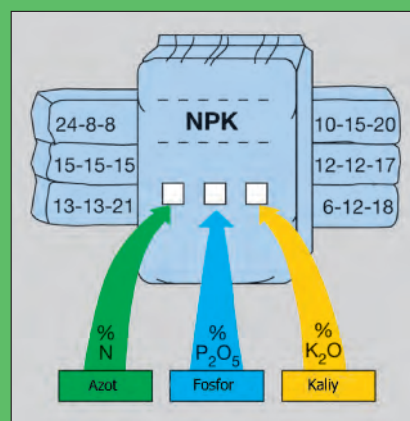 NPK
24-8-8
15-15-15
13-13-21
10-15-20
12-12-17
6-12-18
%
N
%
P₂O₅
%
K₂O
Azot
Fosfor
Kaliy